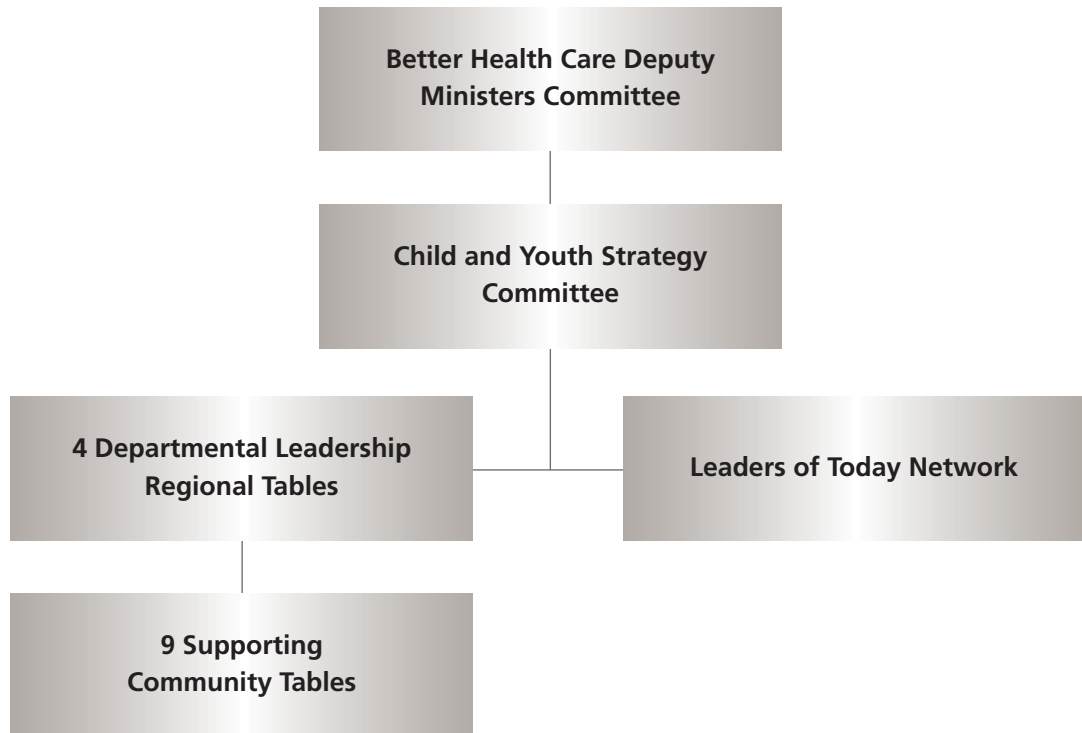 Better Health Care Deputy
Ministers Committee
Child and Youth Strategy
Committee
4 Departmental Leadership
Regional Tables
Leaders of Today Network
9 Supporting
Community Tables